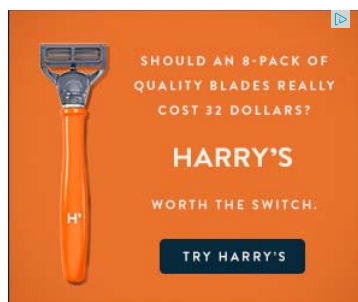 SHOULD AN 8-PACK OF
QUALITY BLADES REALLY
COST 32 DOLLARS?
HARRY'S
H'
WORTH THE SWITCH.
TRY HARRY'S